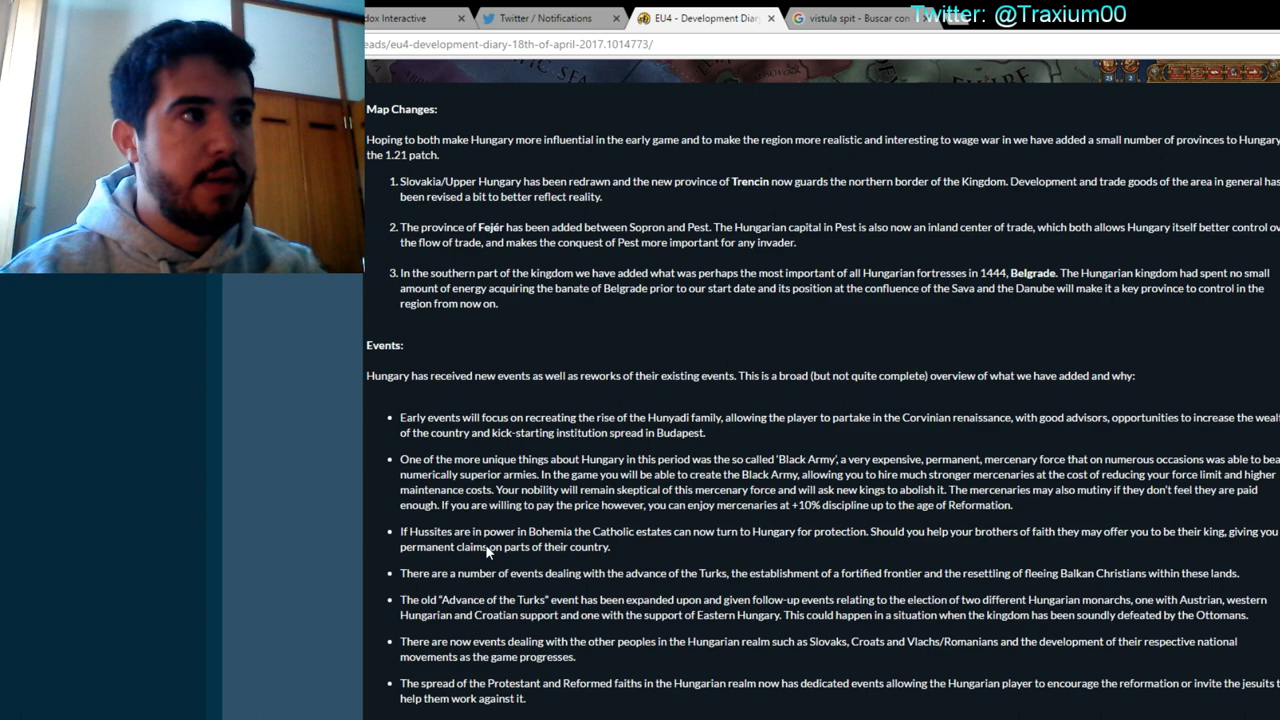 Twitter: @Traxium00
dox Interactive
Twitter / Notifications
EU4 - Development Diar
vistula spit - Buscar con
eads/eu4-development-diary-18th-of-april-2017.1014773/
Map Changes:
Hoping to both make Hungary more influential in the early game and to make the region more realistic and interesting to wage war in we have added a small number of provinces to Hungary
the 1.21 patch.
1. Slovakia/Upper Hungary has been redrawn and the new province of Trencin now guards the northern border of the Kingdom. Development and trade goods of the area in general has
been revised a bit to better reflect reality.
2. The province of Fejér has been added between Sopron and Pest. The Hungarian capital in Pest is also now an inland center of trade, which both allows Hungary itself better control ov
the flow of trade, and makes the conquest of Pest more important for any invader.
3. In the southern part of the kingdom we have added what was perhaps the most important of all Hungarian fortresses in 1444, Belgrade. The Hungarian kingdom had spent no small
amount of energy acquiring the banate of Belgrade prior to our start date and its position at the confluence of the Sava and the Danube will make it a key province to control in the
region from now on.
Events:
Hungary has received new events as well as reworks of their existing events. This is a broad (but not quite complete) overview of what we have added and why:
• Early events will focus on recreating the rise of the Hunyadi family, allowing the player to partake in the Corvinian renaissance, with good advisors, opportunities to increase the weal
of the country and kick-starting institution spread in Budapest.
• One of the more unique things about Hungary in this period was the so called 'Black Army', a very expensive, permanent, mercenary force that on numerous occasions was able to bea
numerically superior armies. In the game you will be able to create the Black Army, allowing you to hire much stronger mercenaries at the cost of reducing your force limit and higher
maintenance costs. Your nobility will remain skeptical of this mercenary force and will ask new kings to abolish it. The mercenaries may also mutiny if they don't feel they are paid
enough. If you are willing to pay the price however, you can enjoy mercenaries at +10% discipline up to the age of Reformation.
• If Hussites are in power in Bohemia the Catholic estates can now turn to Hungary for protection. Should you help your brothers of faith they may offer you to be their king, giving you
permanent claims on parts of their country.
• There are a number of events dealing with the advance of the Turks, the establishment of a fortified frontier and the resettling of fleeing Balkan Christians within these lands.
• The old "Advance of the Turks" event has been expanded upon and given follow-up events relating to the election of two different Hungarian monarchs, one with Austrian, western
Hungarian and Croatian support and one with the support of Eastern Hungary. This could happen in a situation when the kingdom has been soundly defeated by the Ottomans.
• There are now events dealing with the other peoples in the Hungarian realm such as Slovaks, Croats and Vlachs/Romanians and the development of their respective national
movements as the game progresses.
• The spread of the Protestant and Reformed faiths in the Hungarian realm now has dedicated events allowing the Hungarian player to encourage the reformation or invite the jesuits t
help them work against it.